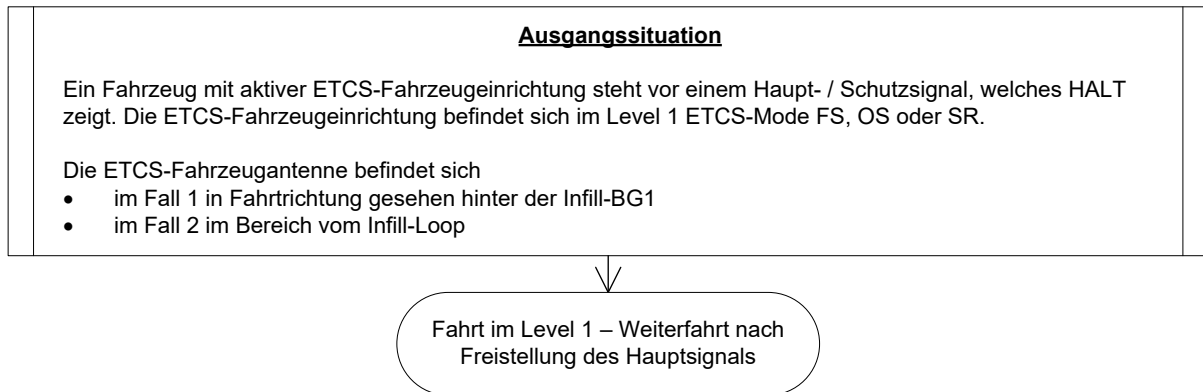 Ausgangssituation
Ein Fahrzeug mit aktiver ETCS-Fahrzeugeinrichtung steht vor einem Haupt- / Schutzsignal, welches HALT
zeigt. Die ETCS-Fahrzeugeinrichtung befindet sich im Level 1 ETCS-Mode FS, OS oder SR.
Die ETCS-Fahrzeugantenne befindet sich
• im Fall 1 in Fahrtrichtung gesehen hinter der Infill-BG1
• im Fall 2 im Bereich vom Infill-Loop
Fahrt im Level 1 – Weiterfahrt nach
Freistellung des Hauptsignals